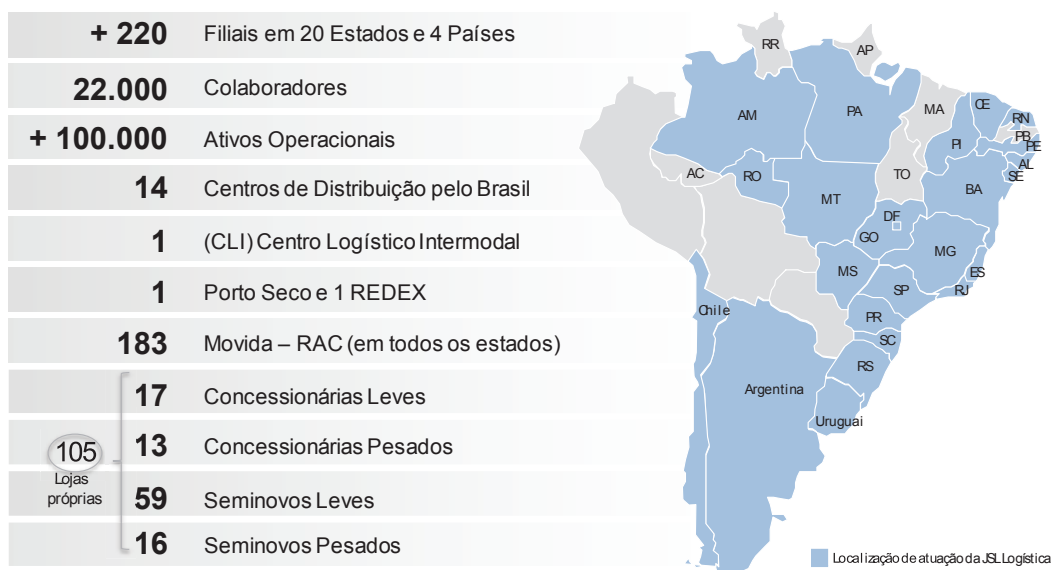 + 220 Filiais em 20 Estados e 4 Países
22.000 Colaboradores
+ 100.000 Ativos Operacionais
14 Centros de Distribuição pelo Brasil
1 (CLI) Centro Logístico Intermodal
1 Porto Seco e 1 REDEX
183 Movida – RAC (em todos os estados)
17 Concessionárias Leves
13 Concessionárias Pesados
59 Seminovos Leves
16 Seminovos Pesados
105
Lojas
próprias
RR
AP
AM
PA
MA
CE
RN
PB
PE
PI
AL
SE
AC
RO
TO
BA
MT
DF
GO
MG
MS
ES
SP
RJ
Chile
PR
SC
RS
Argentina
Uruguai
Localização de atuação da JSL Logística